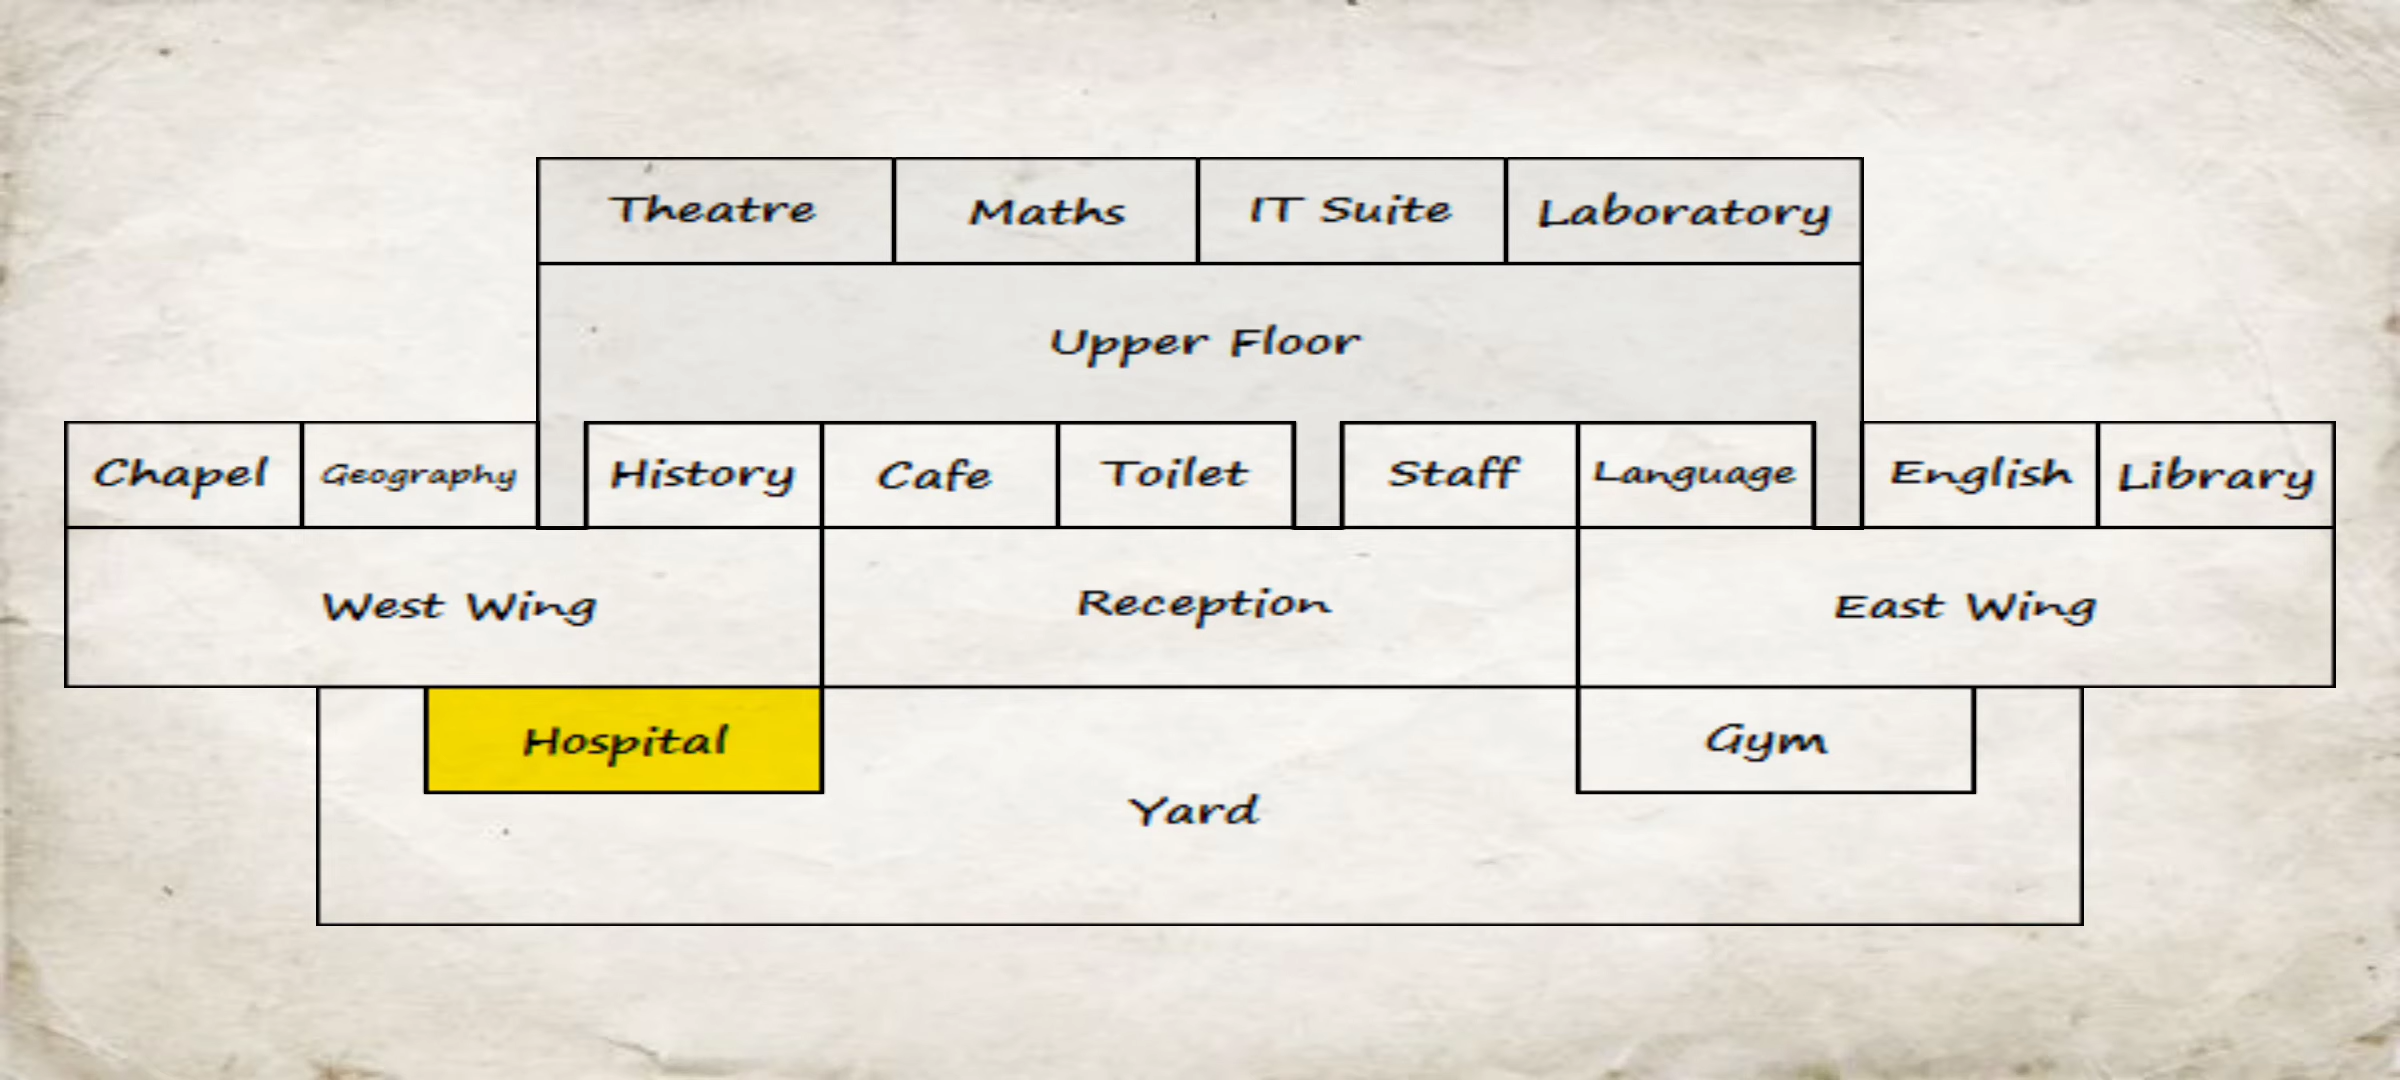 Theatre
Maths
IT Suite
Laboratory
Upper Floor
Chapel
Geography
History
Cafe
Toilet
Staff
Language
English
Library
West Wing
Reception
East Wing
Hospital
Gym
Yard